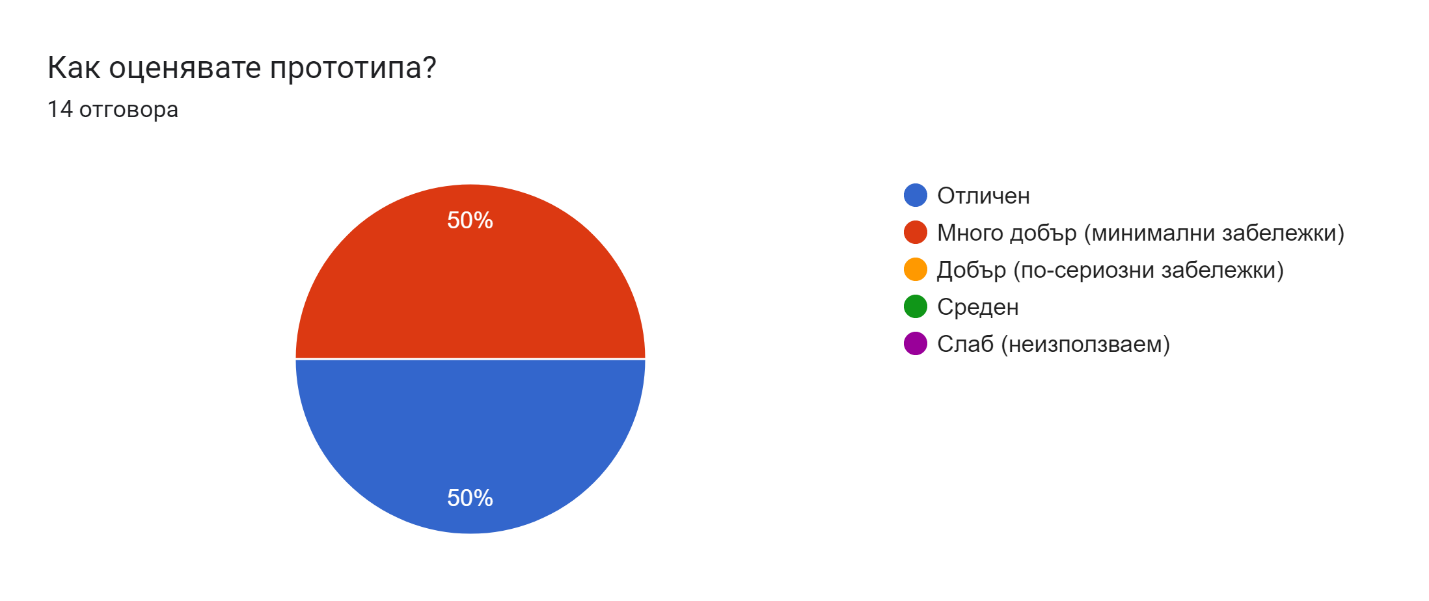 Как оценявате прототипа?
14 отговора
50%
50%
Отличен
Много добър (минимални забележки)
Добър (по-сериозни забележки)
Среден
Слаб (неизползваем)